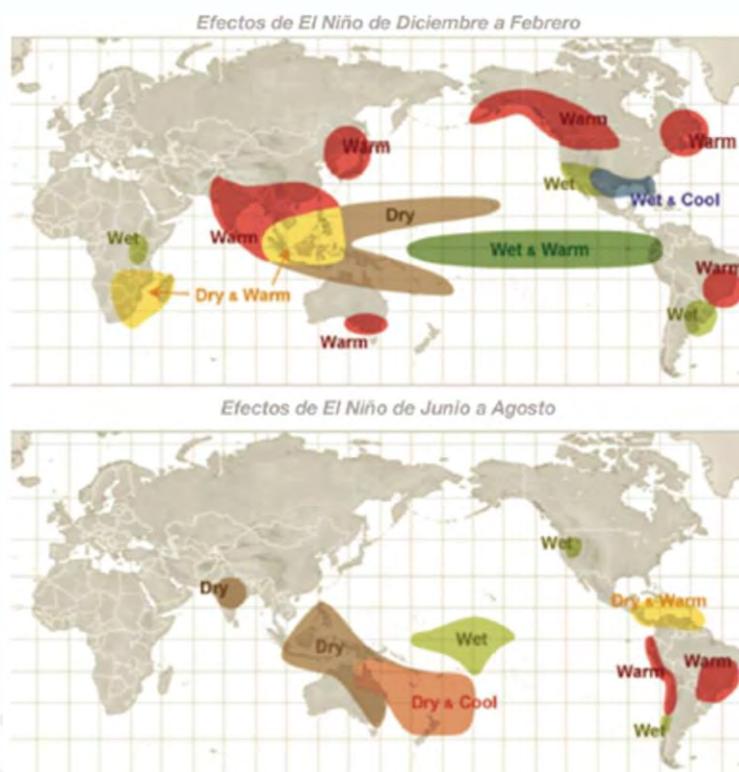 Efectos de El Niño de Diciembre a Febrero
Warm
Warm
Warm
Wet
Wet & Cool
Dry
Wet
Warm
Wet & Warm
Warm
Dry & Warm
Wet
Warm
Efectos de El Niño de Junio a Agosto
Wet
Dry
Dry & Warm
Wet
Dry
Warm
Warm
Dry & Cool
Wet